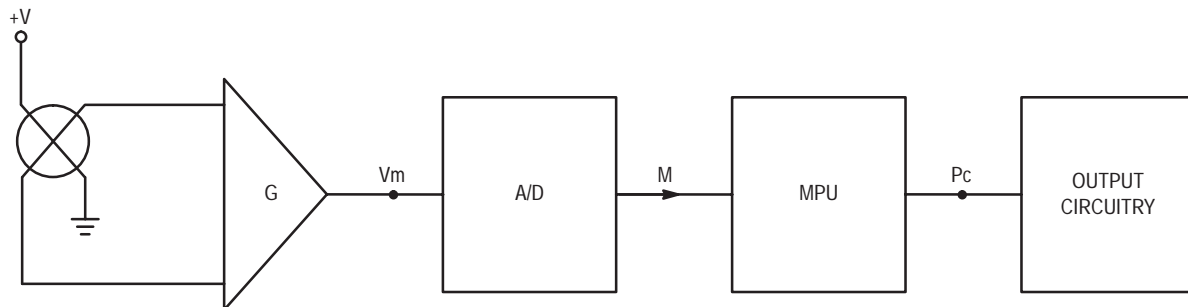 +V
G
Vm
A/D
M
MPU
Pc
OUTPUT
CIRCUITRY